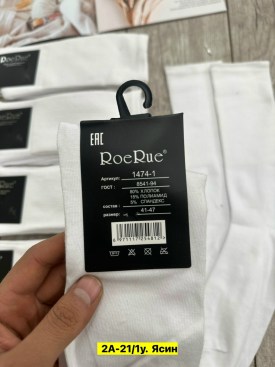 RoeRue®
EAC
RoeRue®
Артикул: 1474-1
ГОСТ: 8541-94
80% ХЛОПОК
15% ПОЛИАМИД
5% СПАНДЕКС
состав:
41-47
2А-21/1у. Ясин